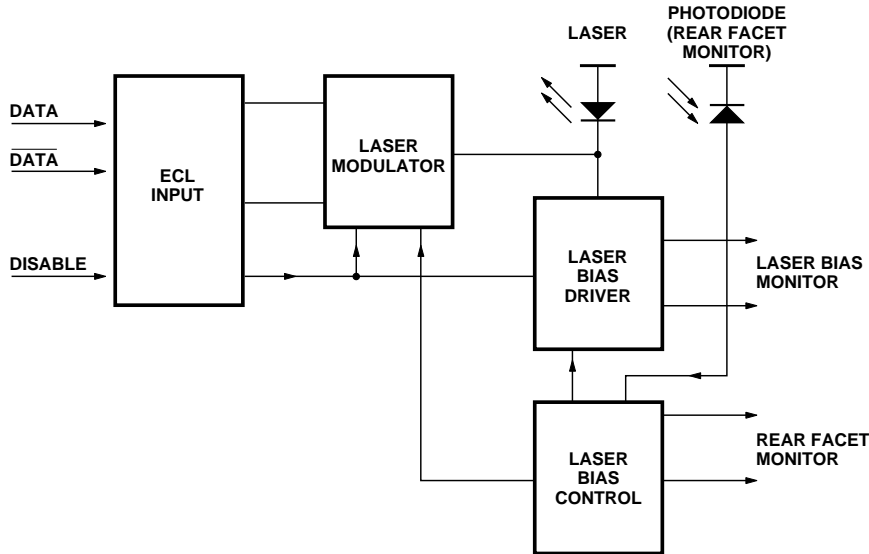 LASER
PHOTODIODE
(REAR FACET
MONITOR)
DATA
DATA
DISABLE
ECL
INPUT
LASER
MODULATOR
LASER
BIAS
DRIVER
LASER BIAS
MONITOR
LASER
BIAS
CONTROL
REAR FACET
MONITOR